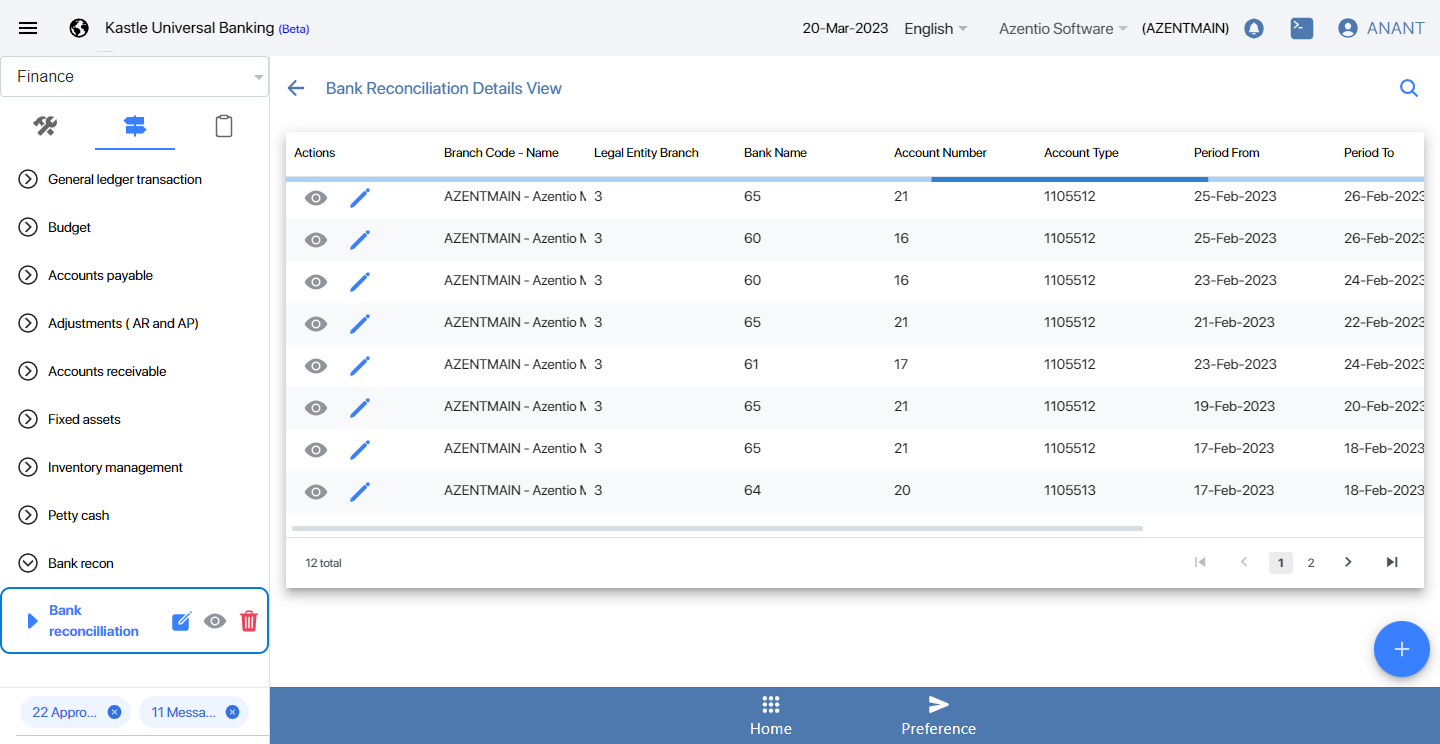 Kastle Universal Banking (Beta)
20-Mar-2023 English Azentio Software (AZENTMAIN) ANANT
Finance
General ledger transaction
Budget
Accounts payable
Adjustments ( AR and AP)
Accounts receivable
Fixed assets
Inventory management
Petty cash
Bank recon
Bank
reconcilliation
22 Appro... 11 Messa...
Bank Reconciliation Details View
Actions Branch Code - Name Legal Entity Branch Bank Name Account Number Account Type Period From Period To
AZENTMAIN - Azentio M 3 65 21 1105512 25-Feb-2023 26-Feb-2023
AZENTMAIN - Azentio M 3 60 16 1105512 25-Feb-2023 26-Feb-2023
AZENTMAIN - Azentio M 3 60 16 1105512 23-Feb-2023 24-Feb-2023
AZENTMAIN - Azentio M 3 65 21 1105512 21-Feb-2023 22-Feb-2023
AZENTMAIN - Azentio M 3 61 17 1105512 23-Feb-2023 24-Feb-2023
AZENTMAIN - Azentio M 3 65 21 1105512 19-Feb-2023 20-Feb-2023
AZENTMAIN - Azentio M 3 65 21 1105512 17-Feb-2023 18-Feb-2023
AZENTMAIN - Azentio M 3 64 20 1105513 17-Feb-2023 18-Feb-2023
12 total 1 2
Home Preference